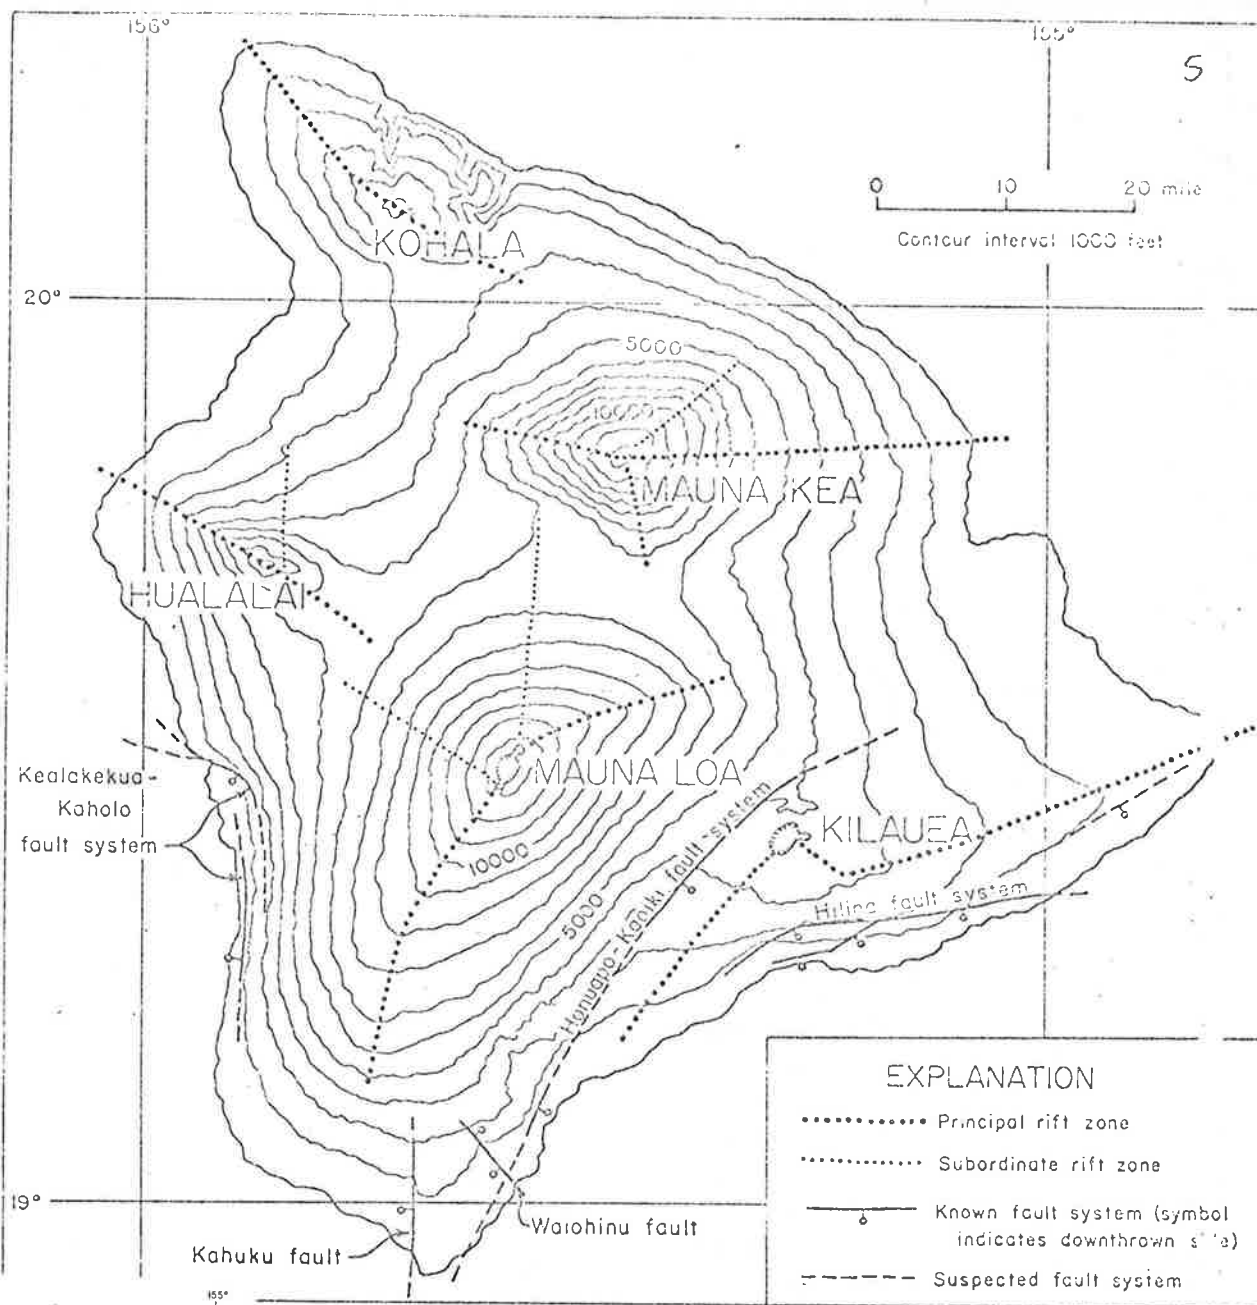 156°
155°
5
0 10 20 mile
Contour interval 1000 feet
KOHALA
20°
5000
10000
MAUNA KEA
HUALALAI
MAUNA LOA
Kealakekua-
Kaholo
fault system
KILAUEA
10000
5000
Honuapo-Kaoiki fault-system
Hilina fault system
EXPLANATION
Principal rift zone
Subordinate rift zone
Known fault system (symbol
indicates downthrown s  e)
Suspected fault system
19°
Waiohinu fault
Kahuku fault
155°